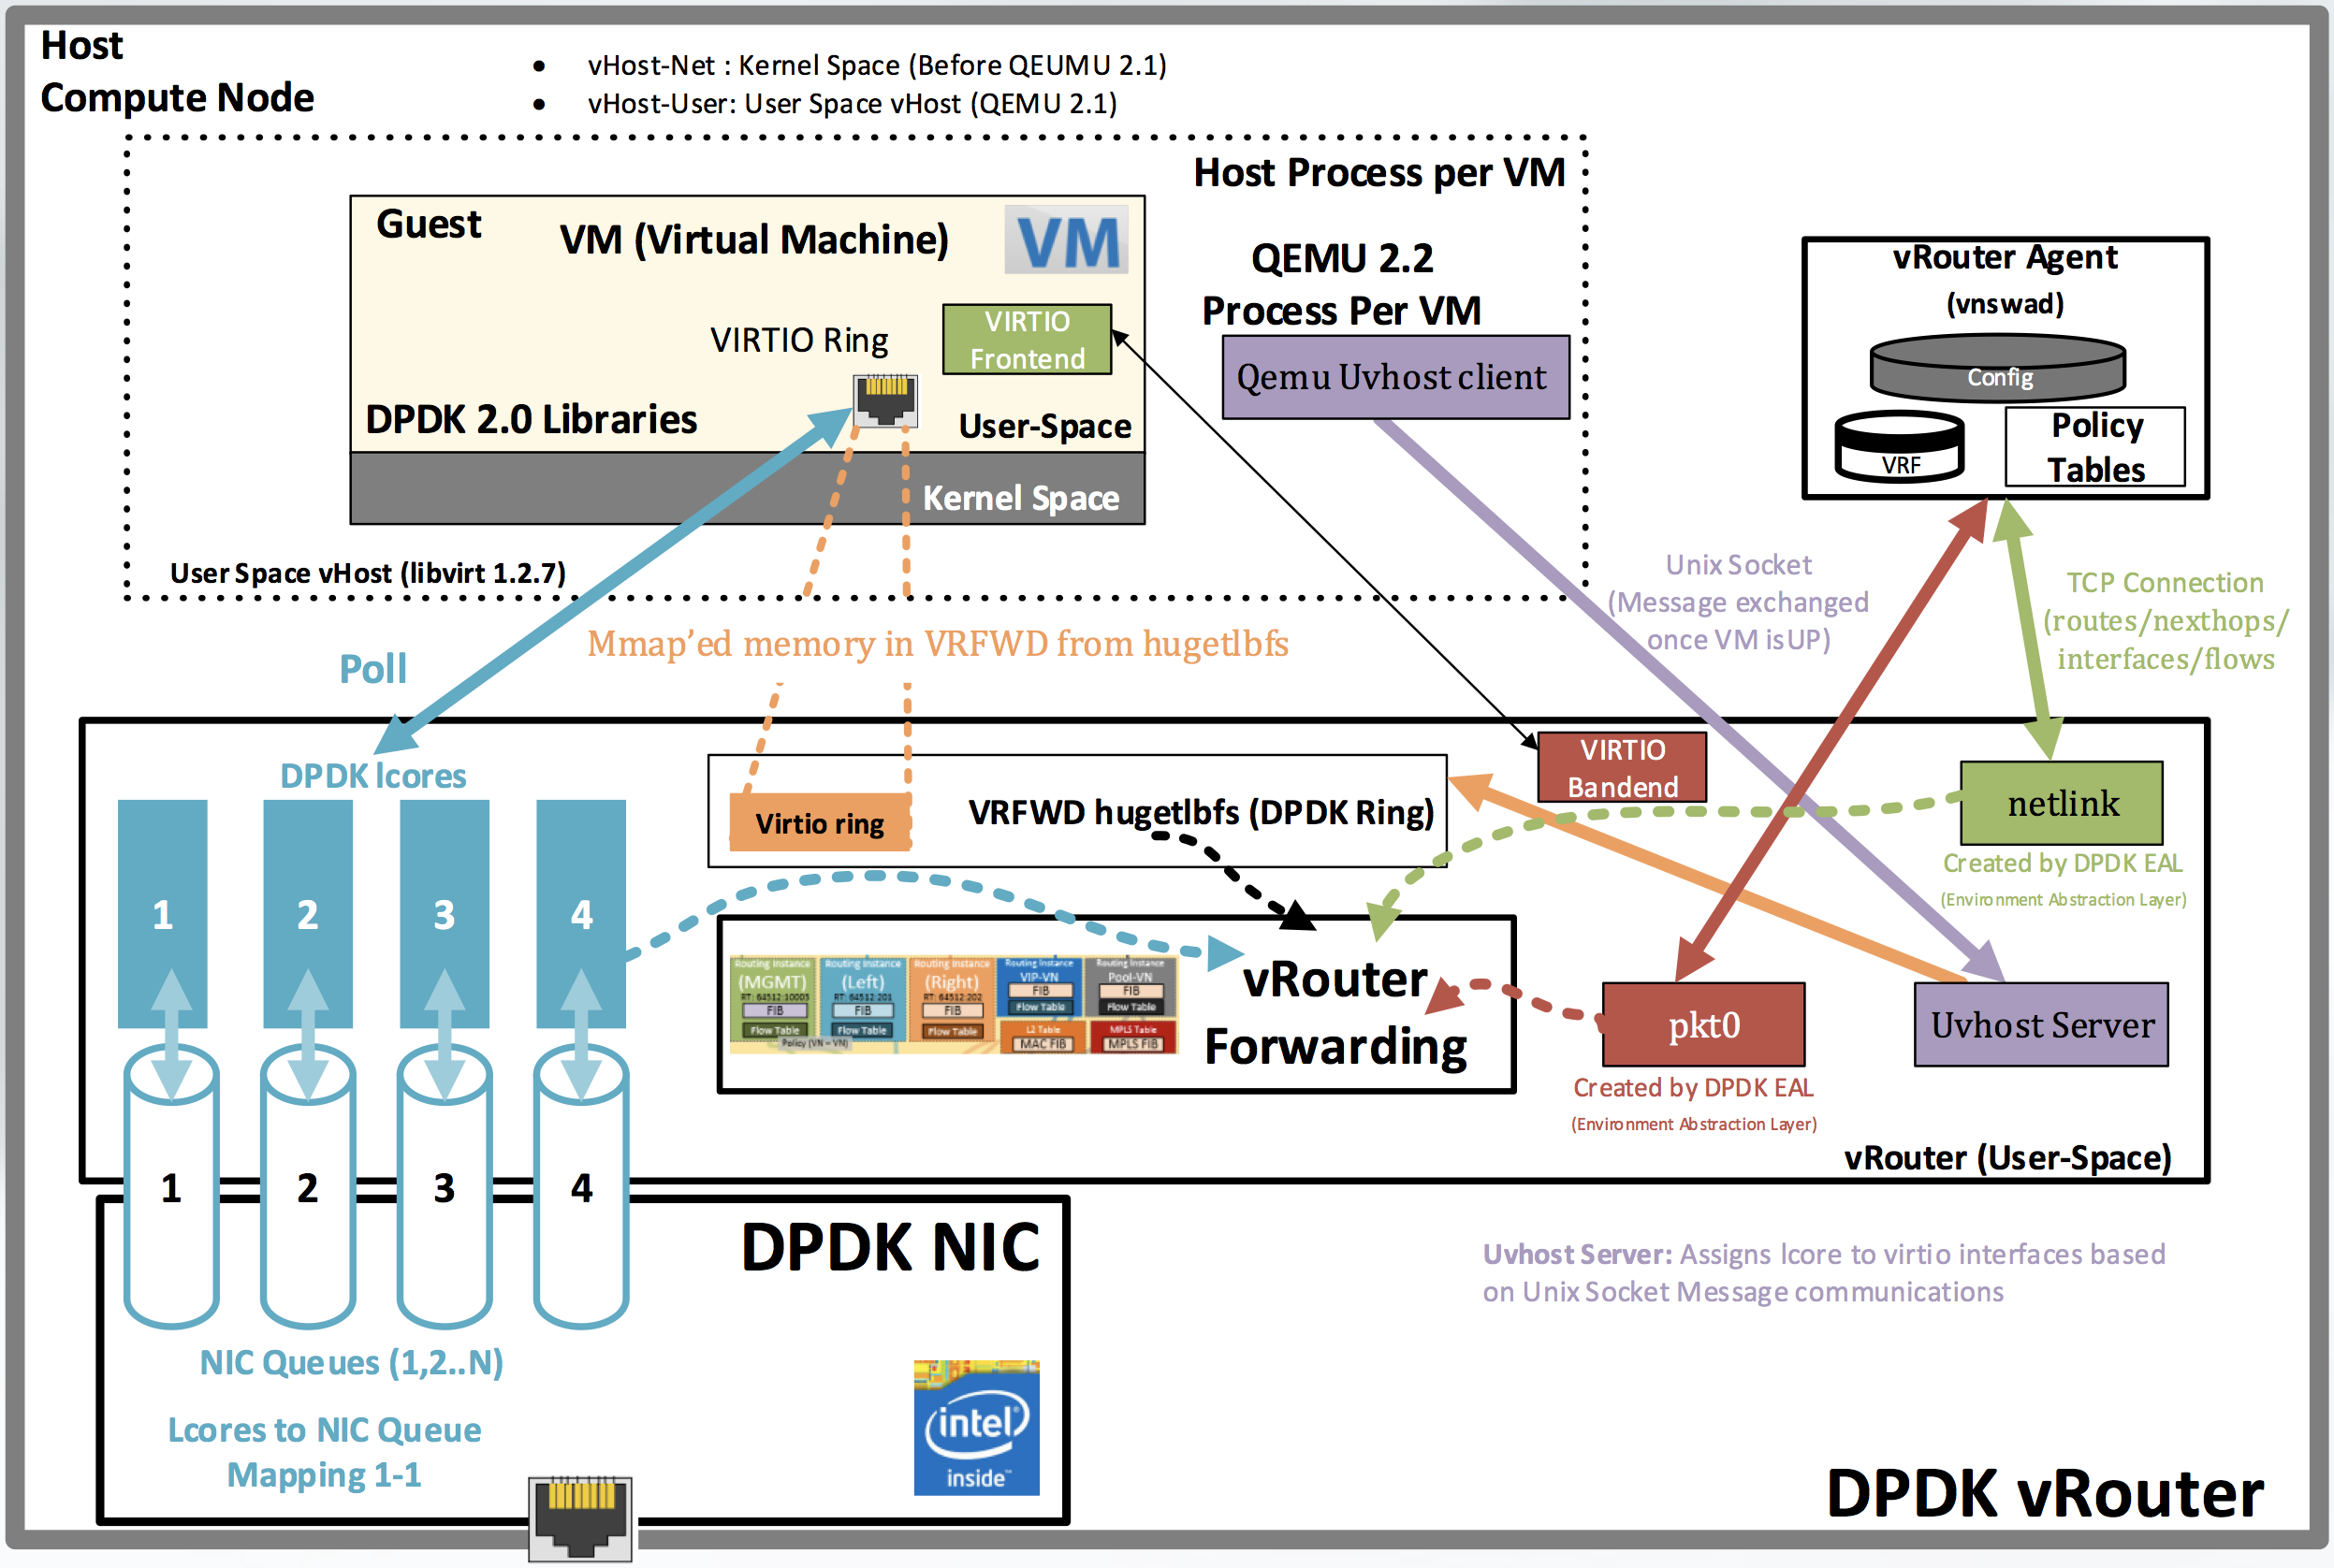 Host
Compute Node
• vHost-Net : Kernel Space (Before QEUMU 2.1)
• vHost-User: User Space vHost (QEMU 2.1)
Host Process per VM
Guest
VM (Virtual Machine)
VM
QEMU 2.2
Process Per VM
VIRTIO Ring
VIRTIO
Frontend
Qemu Uvhost client
DPDK 2.0 Libraries
User-Space
Kernel Space
User Space vHost (libvirt 1.2.7)
vRouter Agent
(vnswad)
Config
VRF
Policy
Tables
Unix Socket
(Message exchanged
once VM isUP)
TCP Connection
(routes/nexthops/
interfaces/flows
Poll
Mmap’ed memory in VRFWD from hugetlbfs
DPDK lcores
1
2
3
4
Virtio ring
VRFWD hugetlbfs (DPDK Ring)
VIRTIO
Bandend
netlink
Created by DPDK EAL
(Environment Abstraction Layer)
Routing Instance
(MGMT)
RT: 64512:10003
FIB
Flow Table
Routing Instance
(Left)
RT: 64512:201
FIB
Flow Table
Routing Instance
(Right)
RT: 64512:202
FIB
Flow Table
Routing Instance
VIP-VN
FIB
Flow Table
Routing Instance
Pool-VN
FIB
Flow Table
L2 Table
MAC FIB
MPLS Table
MPLS FIB
Policy (VN – VN)
vRouter
Forwarding
pkt0
Created by DPDK EAL
(Environment Abstraction Layer)
Uvhost Server
vRouter (User-Space)
1
2
3
4
DPDK NIC
NIC Queues (1,2..N)
Lcores to NIC Queue
Mapping 1-1
intel
inside™
Uvhost Server: Assigns lcore to virtio interfaces based
on Unix Socket Message communications
DPDK vRouter